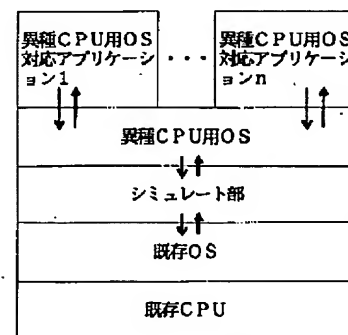 異種CPU用OS
対応アプリケーシ
ョン1
・・・
異種CPU用OS
対応アプリケーシ
ョンn
異種CPU用OS
シミュレート部
既存OS
既存CPU